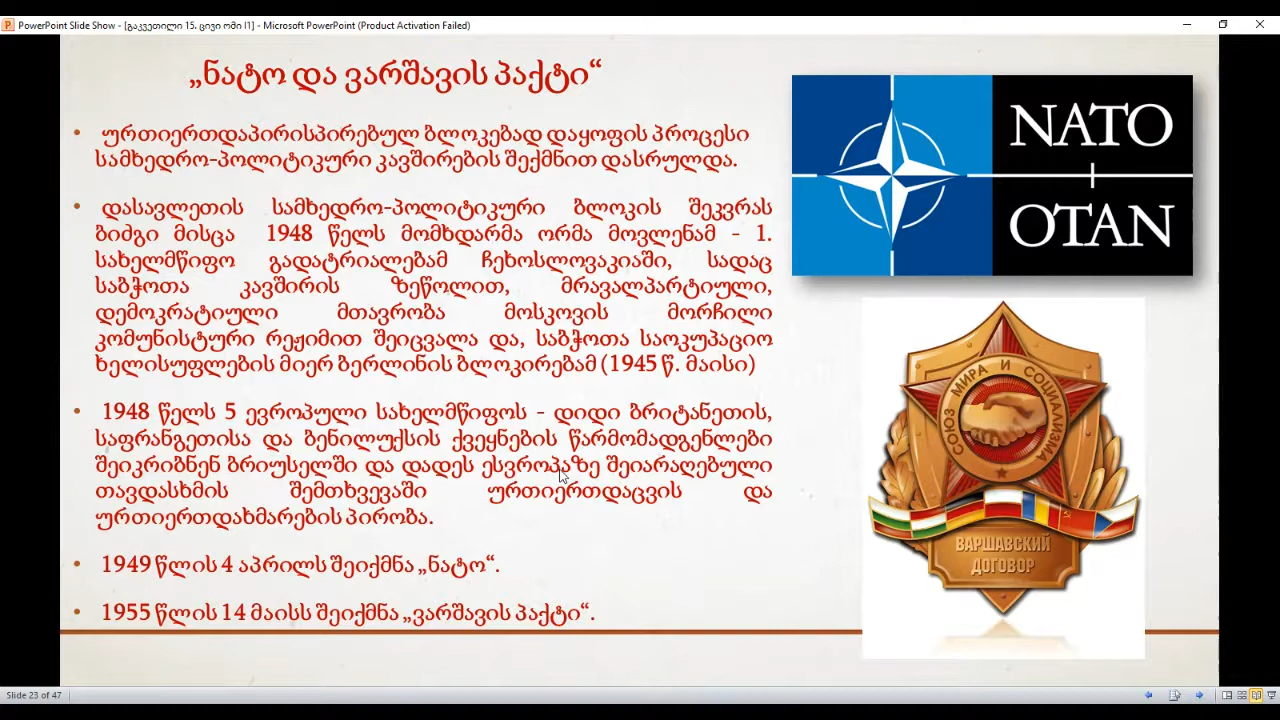 PowerPoint Slide Show - [გაკვეთილი 15. ცივი ომი I1] - Microsoft PowerPoint (Product Activation Failed)
„ნატო და ვარშავის პაქტი“
• ურთიერთდაპირისპირებულ ბლოკებად დაყოფის პროცესი
სამხედრო-პოლიტიკური კავშირების შექმნით დასრულდა.
• დასავლეთის სამხედრო-პოლიტიკური ბლოკის შეკვრას
ბიძგი მისცა 1948 წელს მომხდარმა ორმა მოვლენამ - 1.
სახელმწიფო გადატრიალებამ ჩეხოსლოვაკიაში, სადაც
საბჭოთა კავშირის ზეწოლით, მრავალპარტიული,
დემოკრატიული მთავრობა მოსკოვის მორჩილი
კომუნისტური რეჟიმით შეიცვალა და, საბჭოთა საოკუპაციო
ხელისუფლების მიერ ბერლინის ბლოკირებამ (1945 წ. მაისი)
• 1948 წელს 5 ევროპული სახელმწიფოს - დიდი ბრიტანეთის,
საფრანგეთისა და ბენილუქსის ქვეყნების წარმომადგენლები
შეიკრიბნენ ბრიუსელში და დადეს ესვროპაზე შეიარაღებული
თავდასხმის შემთხვევაში ურთიერთდაცვის და
ურთიერთდახმარების პირობა.
• 1949 წლის 4 აპრილს შეიქმნა „ნატო“.
• 1955 წლის 14 მაისს შეიქმნა „ვარშავის პაქტი“.
NATO
OTAN
СОЮЗ МИРА И СОЦИАЛИЗМА
ВАРШАВСКИЙ
ДОГОВОР
Slide 23 of 47